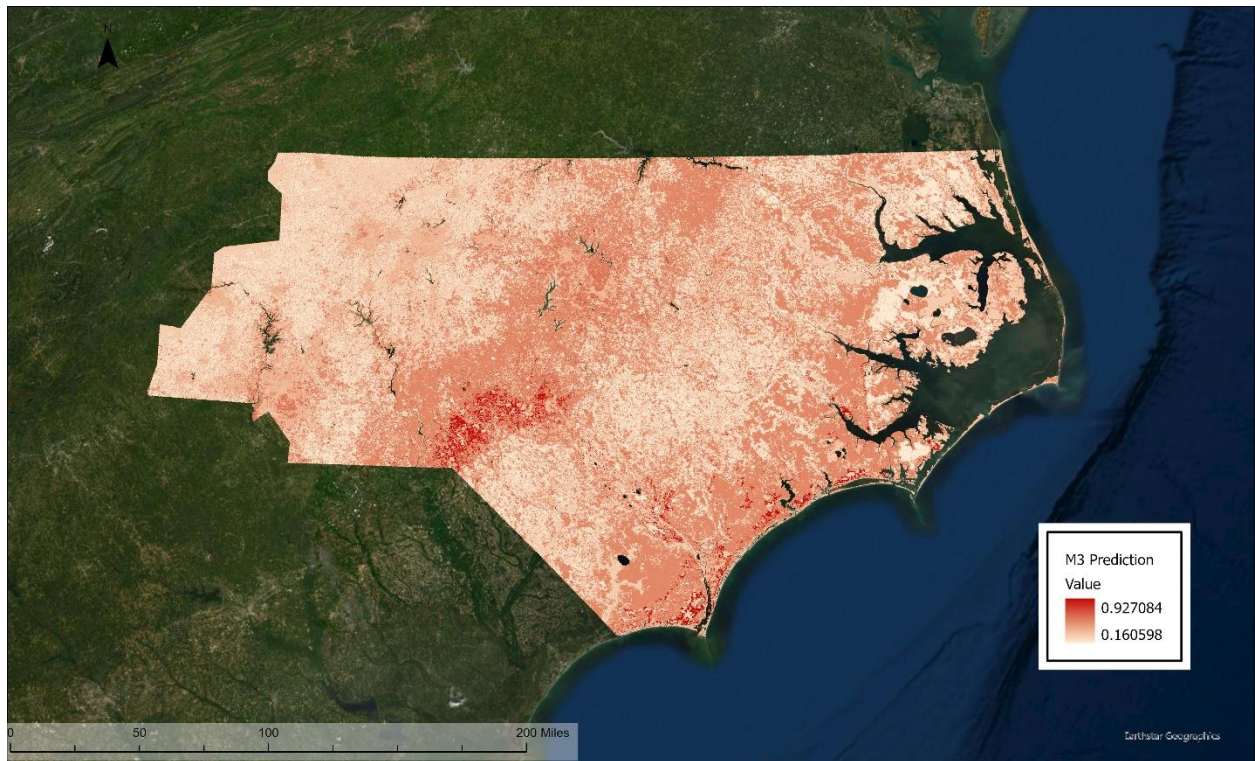 N
M3 Prediction
Value
0.927084
0.160598
0 50 100 200 Miles
Earthstar Geographics